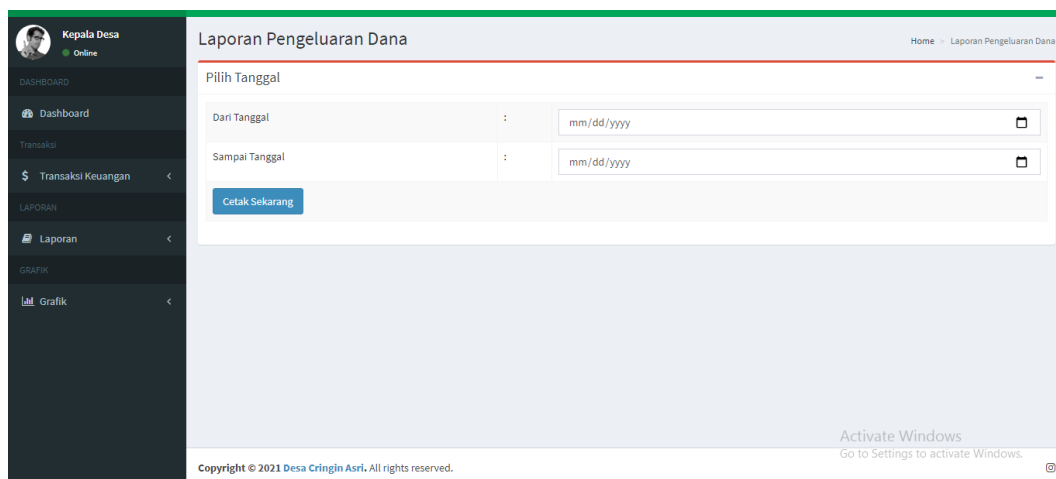 Kepala Desa
Online
DASHBOARD
Dashboard
Transaksi
Transaksi Keuangan
LAPORAN
Laporan
GRAFIK
Grafik
Laporan Pengeluaran Dana
Home > Laporan Pengeluaran Dana
Pilih Tanggal
Dari Tanggal : mm/dd/yyyy
Sampai Tanggal : mm/dd/yyyy
Cetak Sekarang
Activate Windows
Go to Settings to activate Windows.
Copyright © 2021 Desa Cringin Asri. All rights reserved.